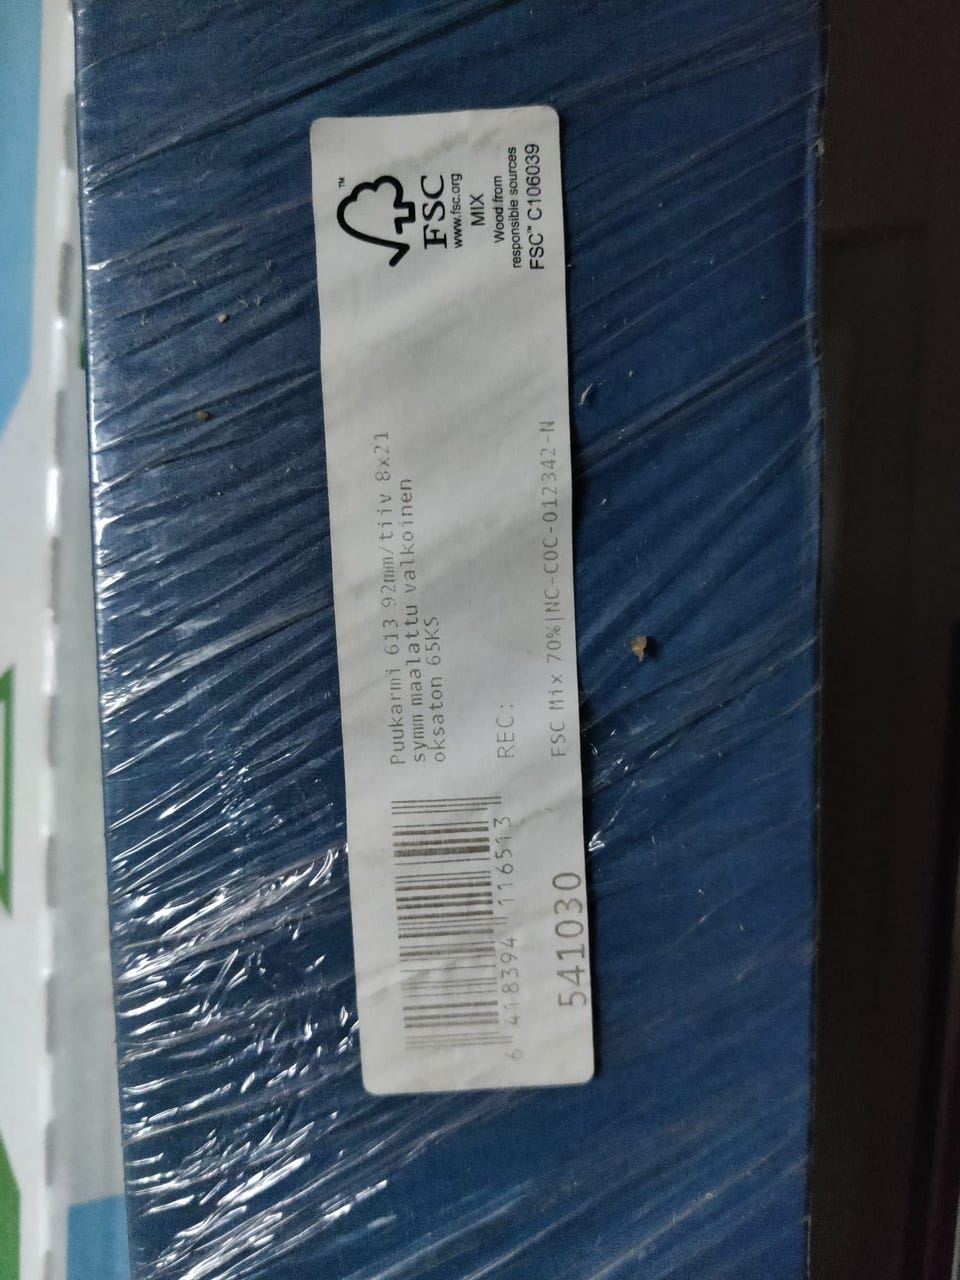 Puukarmi 613 92mm/tiiv 8x21
symm maalattu valkoinen
oksaton 65KS
REC:
FSC Mix 70%|NC-COC-012342-N
6 418394 116513
541030
™
FSC
www.fsc.org
MIX
Wood from
responsible sources
FSC™ C106039